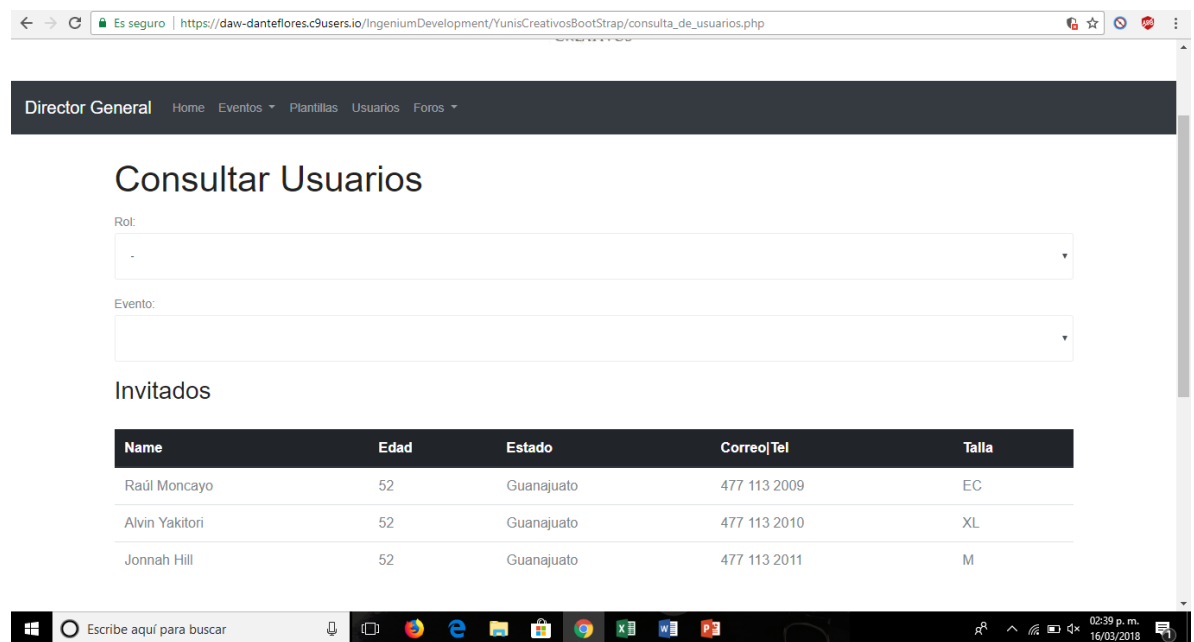 Es seguro | https://daw-danteflores.c9users.io/IngeniumDevelopment/YunisCreativosBootStrap/consulta_de_usuarios.php
Director General Home Eventos Plantillas Usuarios Foros
Consultar Usuarios
Rol:
-
Evento:
Invitados
Name Edad Estado Correo|Tel Talla
Raúl Moncayo 52 Guanajuato 477 113 2009 EC
Alvin Yakitori 52 Guanajuato 477 113 2010 XL
Jonnah Hill 52 Guanajuato 477 113 2011 M
Escribe aquí para buscar
02:39 p. m.
16/03/2018